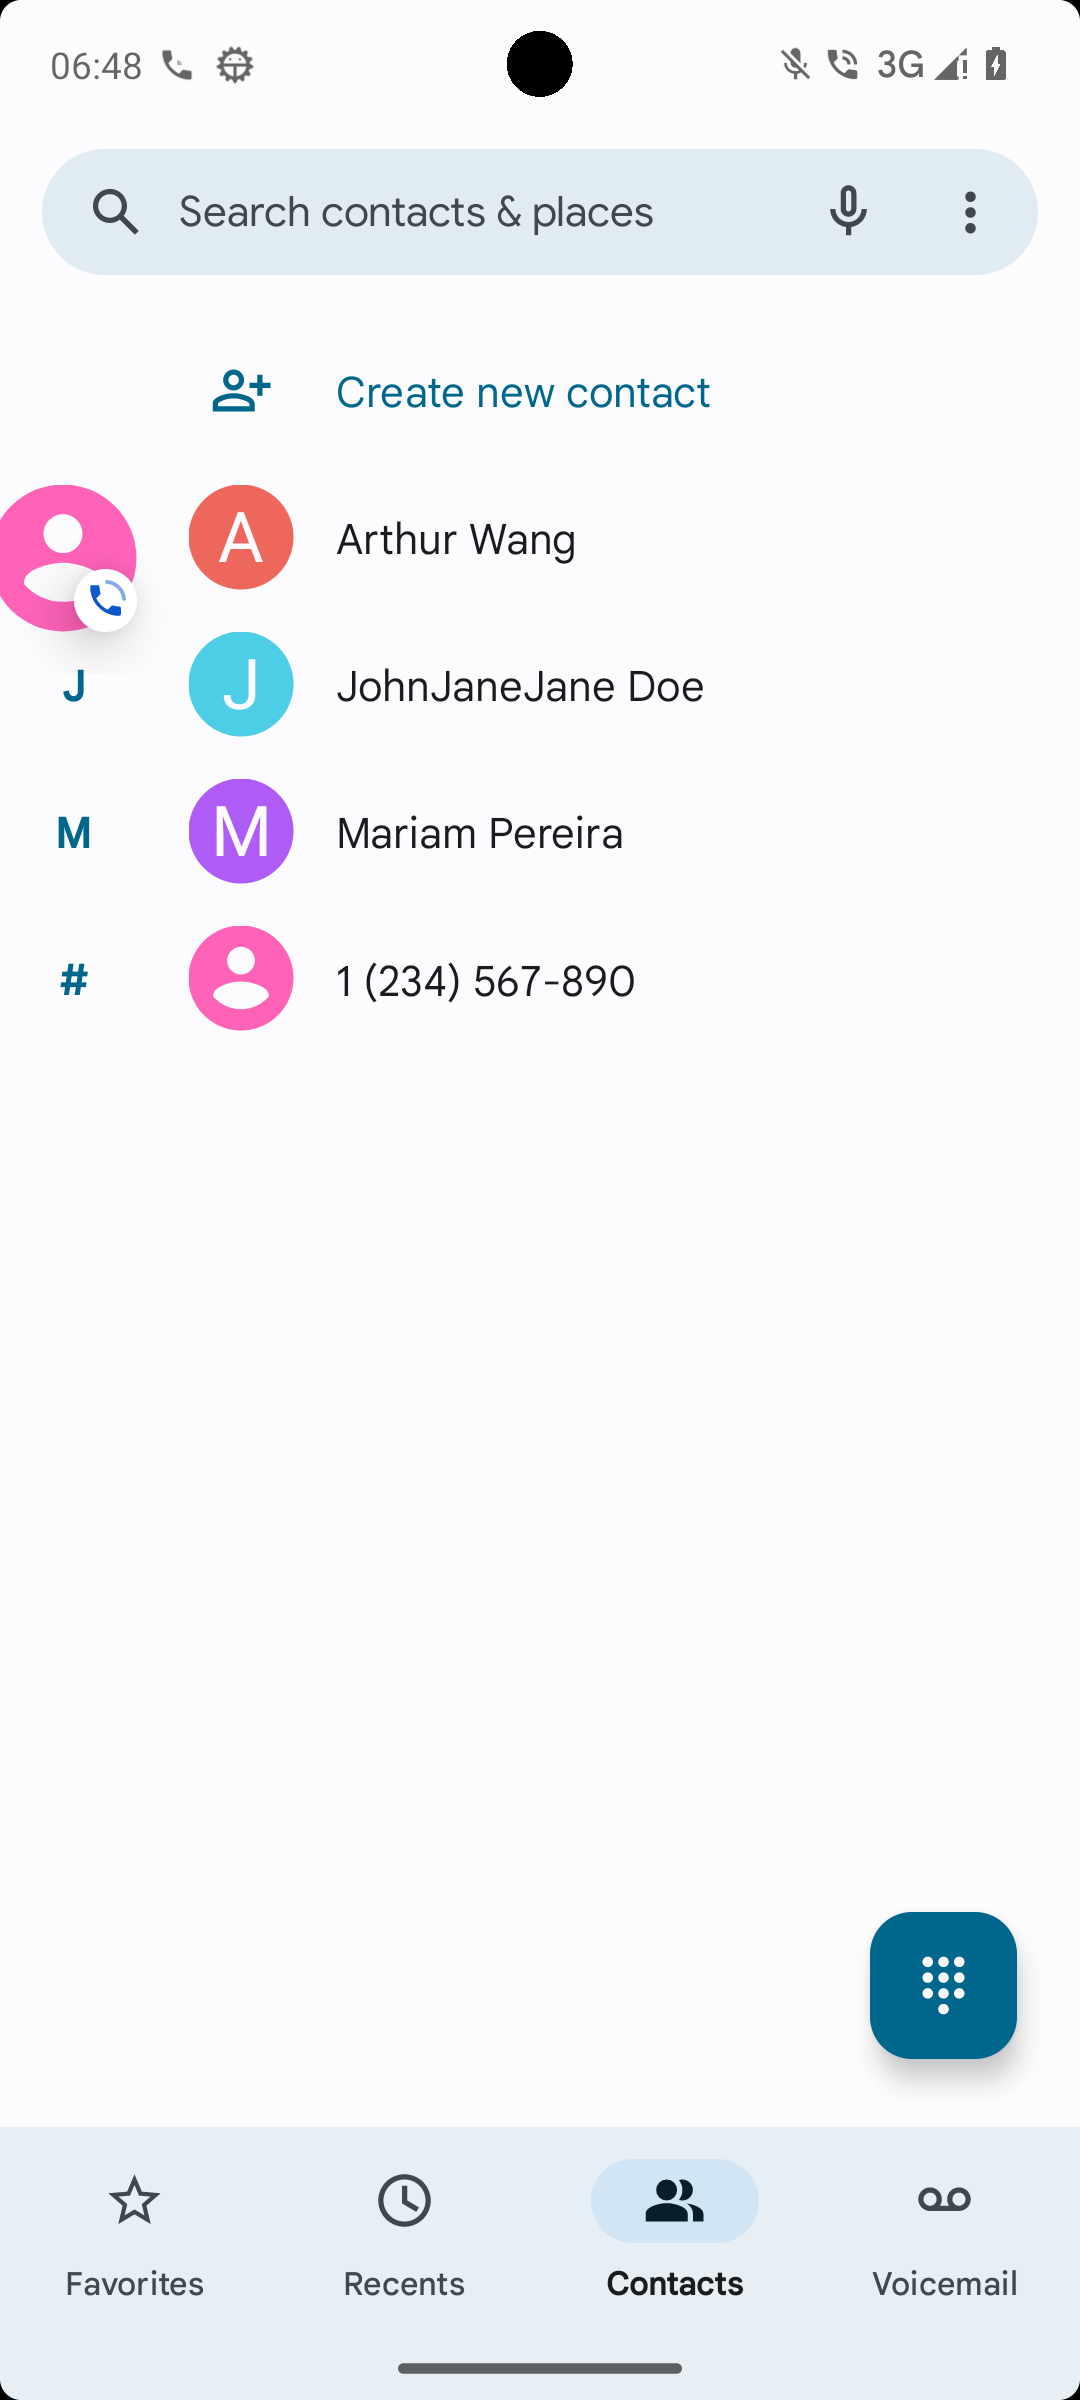 06:48
3G
Search contacts & places
Create new contact
A
Arthur Wang
J
J
JohnJaneJane Doe
M
M
Mariam Pereira
#
1 (234) 567-890
Favorites
Recents
Contacts
Voicemail